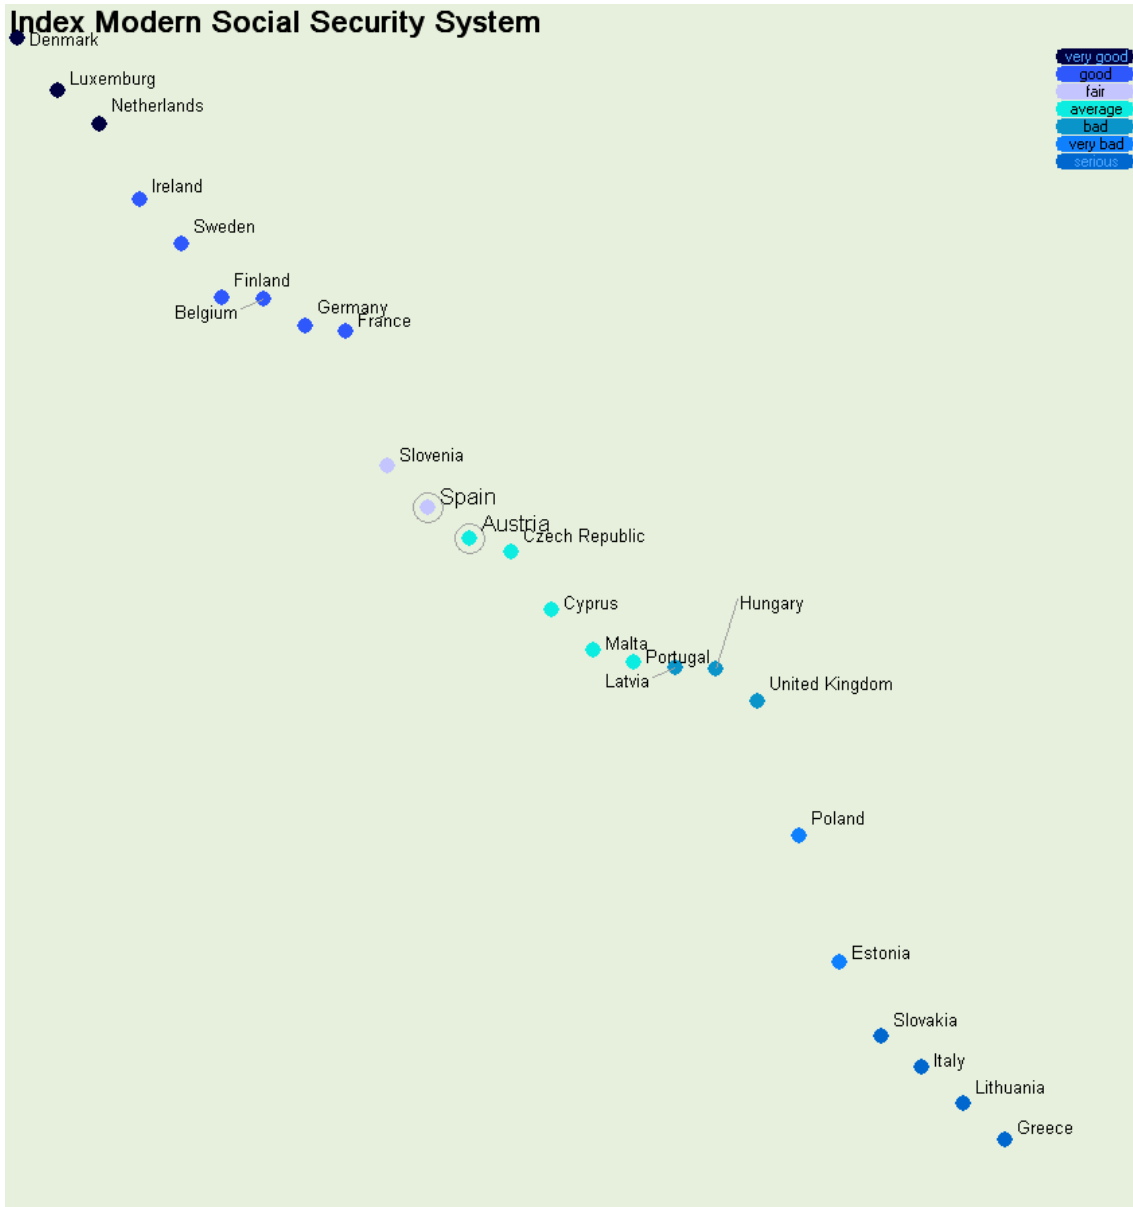 Index Modern Social Security System
Denmark
very good
good
fair
average
bad
very bad
serious
Luxemburg
Netherlands
Ireland
Sweden
Finland
Belgium
Germany
France
Slovenia
Spain
Austria
Czech Republic
Cyprus
Hungary
Malta
Portugal
Latvia
United Kingdom
Poland
Estonia
Slovakia
Italy
Lithuania
Greece